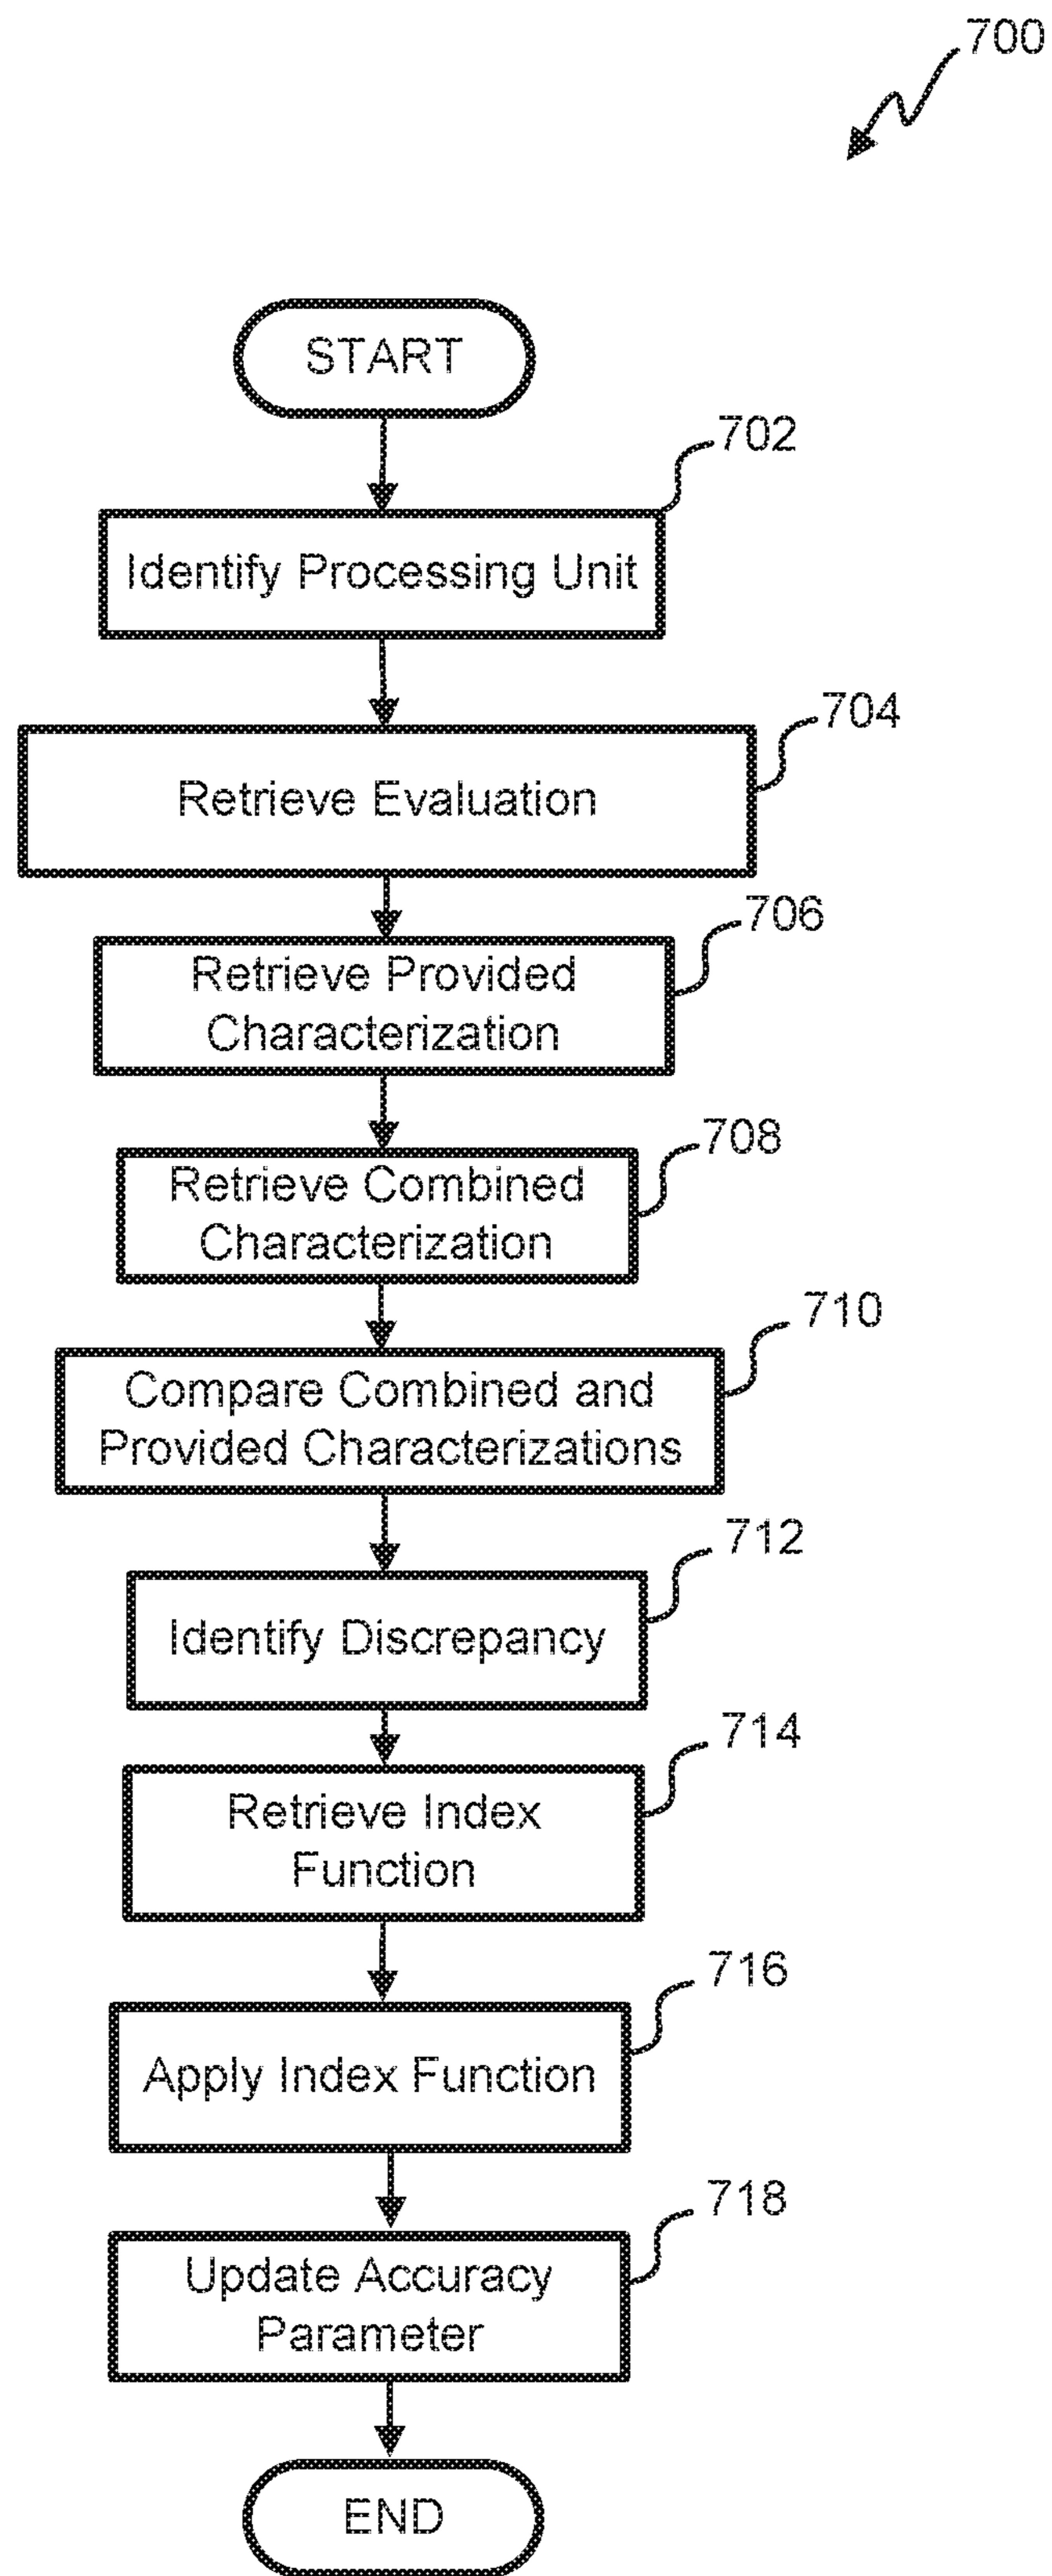 700
START
702
Identify Processing Unit
704
Retrieve Evaluation
706
Retrieve Provided
Characterization
708
Retrieve Combined
Characterization
710
Compare Combined and
Provided Characterizations
712
Identify Discrepancy
714
Retrieve Index
Function
716
Apply Index Function
718
Update Accuracy
Parameter
END